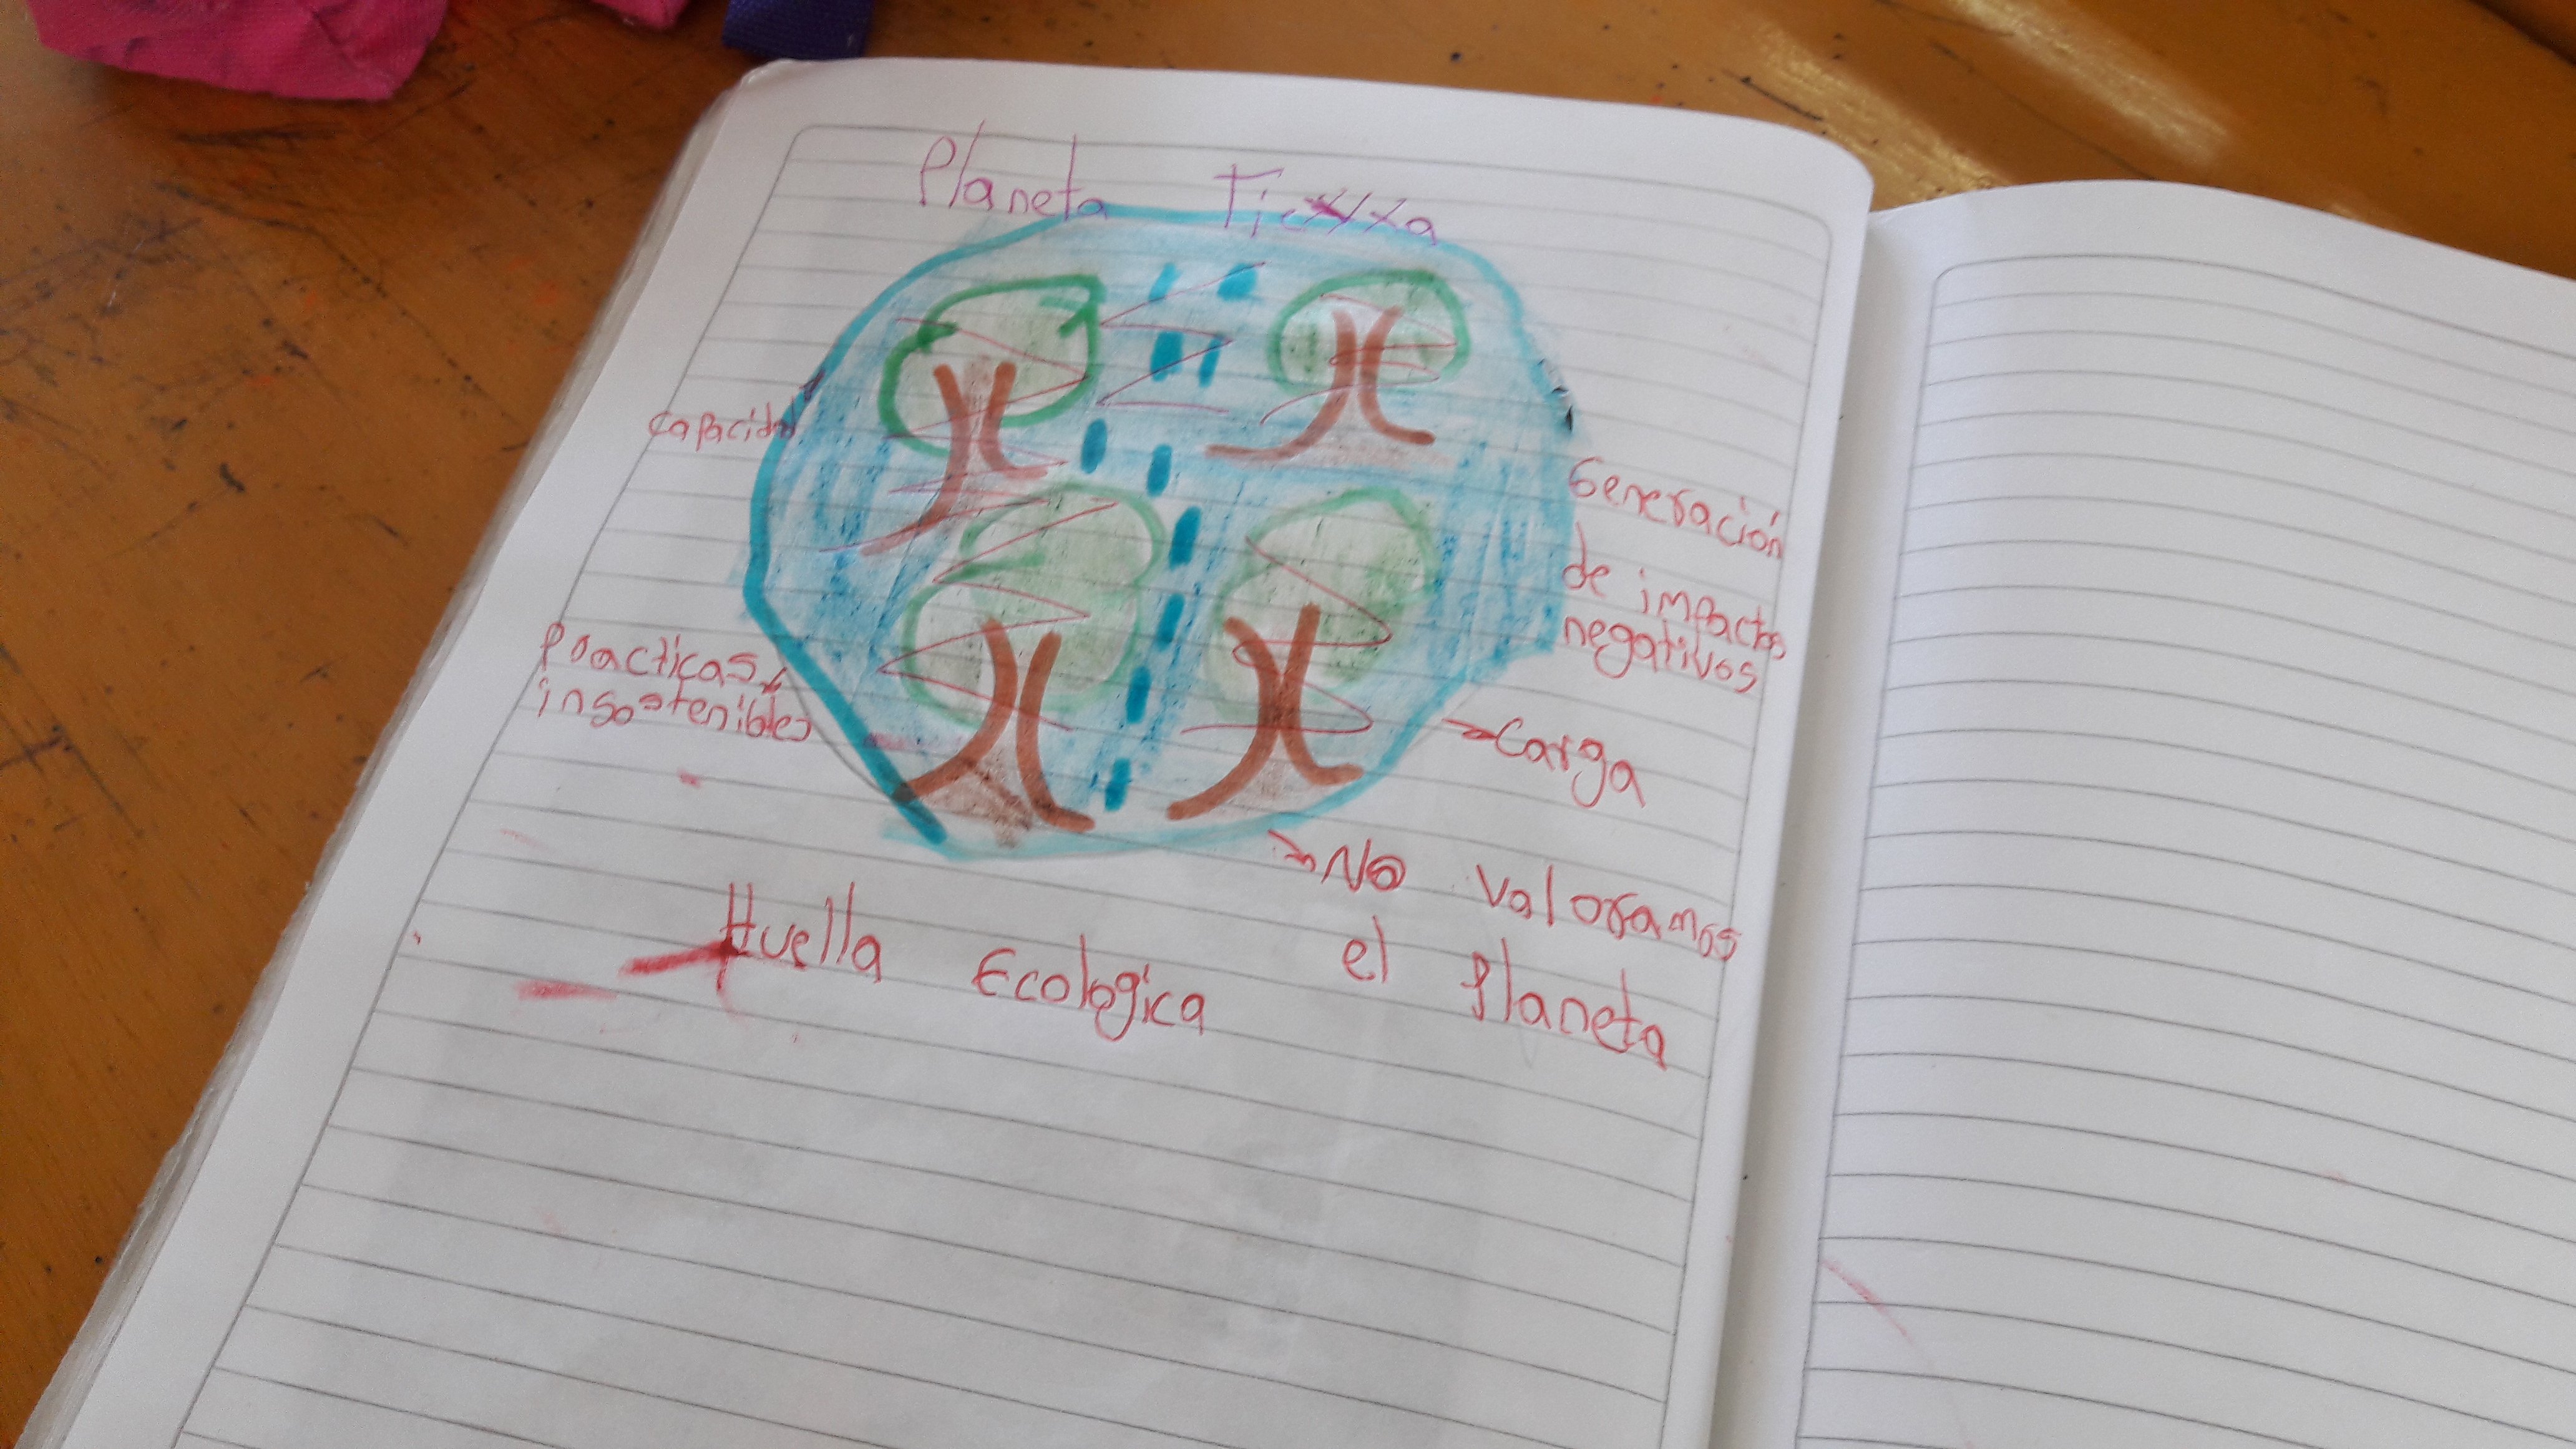 Planeta Tierra
capacidad
Generación
de impactos
negativos
Practicas
insostenibles
Carga
No valoramos
el Planeta
Huella Ecologica